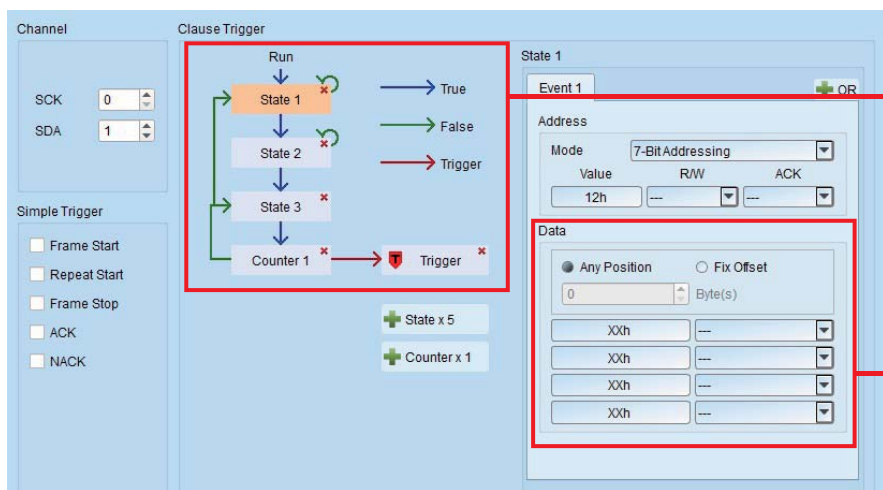 Channel
SCK 0
SDA 1
Simple Trigger
Frame Start
Repeat Start
Frame Stop
ACK
NACK
Clause Trigger
Run
State 1
State 2
State 3
Counter 1
T Trigger
True
False
Trigger
State x 5
Counter x 1
State 1
Event 1
OR
Address
Mode 7-Bit Addressing
Value R/W ACK
12h --- ---
Data
Any Position Fix Offset
0 Byte(s)
XXh ---
XXh ---
XXh ---
XXh ---